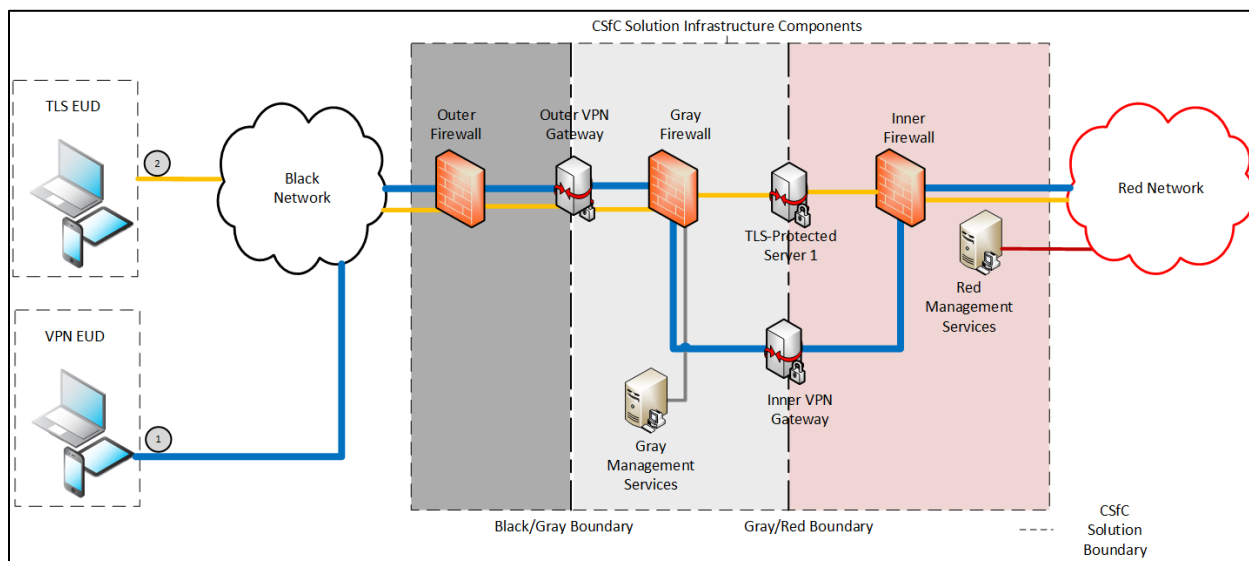 CSfC Solution Infrastructure Components
TLS EUD
2
Black
Network
Outer
Firewall
Outer VPN
Gateway
Gray
Firewall
Inner
Firewall
Red Network
TLS-Protected
Server 1
Red
Management
Services
VPN EUD
1
Inner VPN
Gateway
Gray
Management
Services
Black/Gray Boundary
Gray/Red Boundary
CSfC
Solution
Boundary